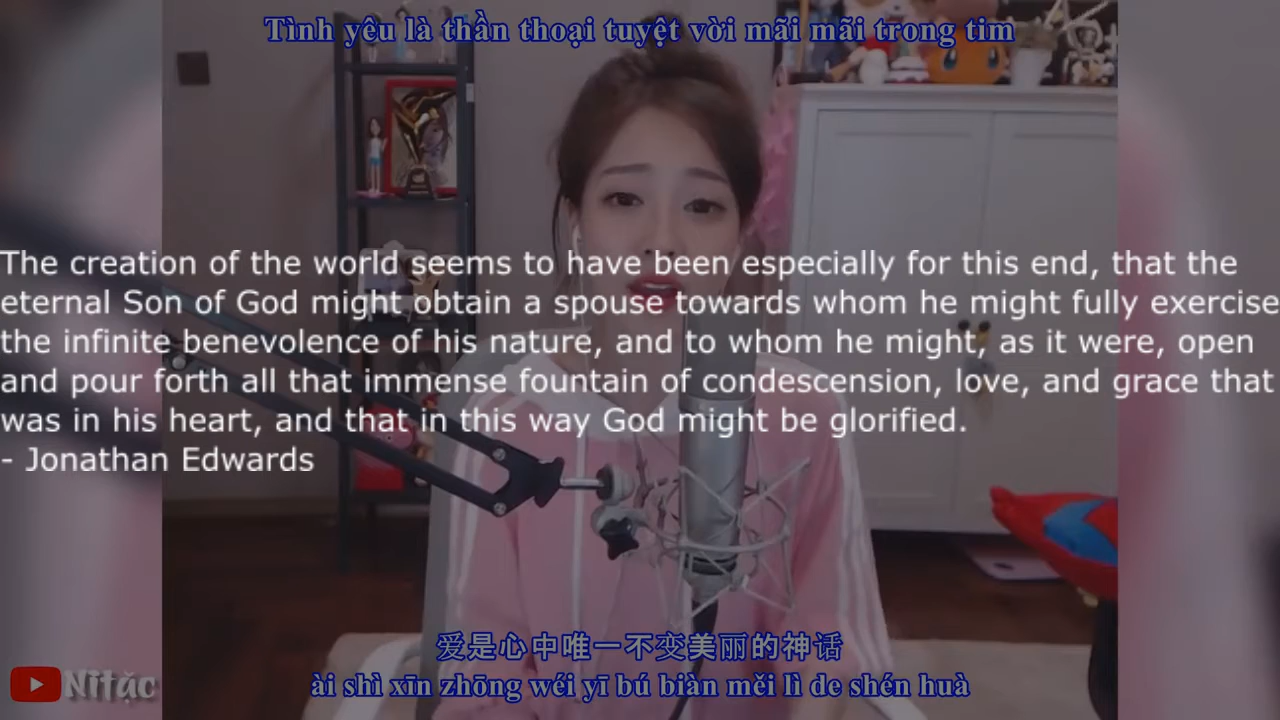 Tình yêu là thần thoại tuyệt vời mãi mãi trong tim
The creation of the world seems to have been especially for this end, that the
eternal Son of God might obtain a spouse towards whom he might fully exercise
the infinite benevolence of his nature, and to whom he might, as it were, open
and pour forth all that immense fountain of condescension, love, and grace that
was in his heart, and that in this way God might be glorified.
- Jonathan Edwards
爱是心中唯一不变美丽的神话
ài shì xīn zhōng wéi yī bú biàn měi lì de shén huà
Nitặc